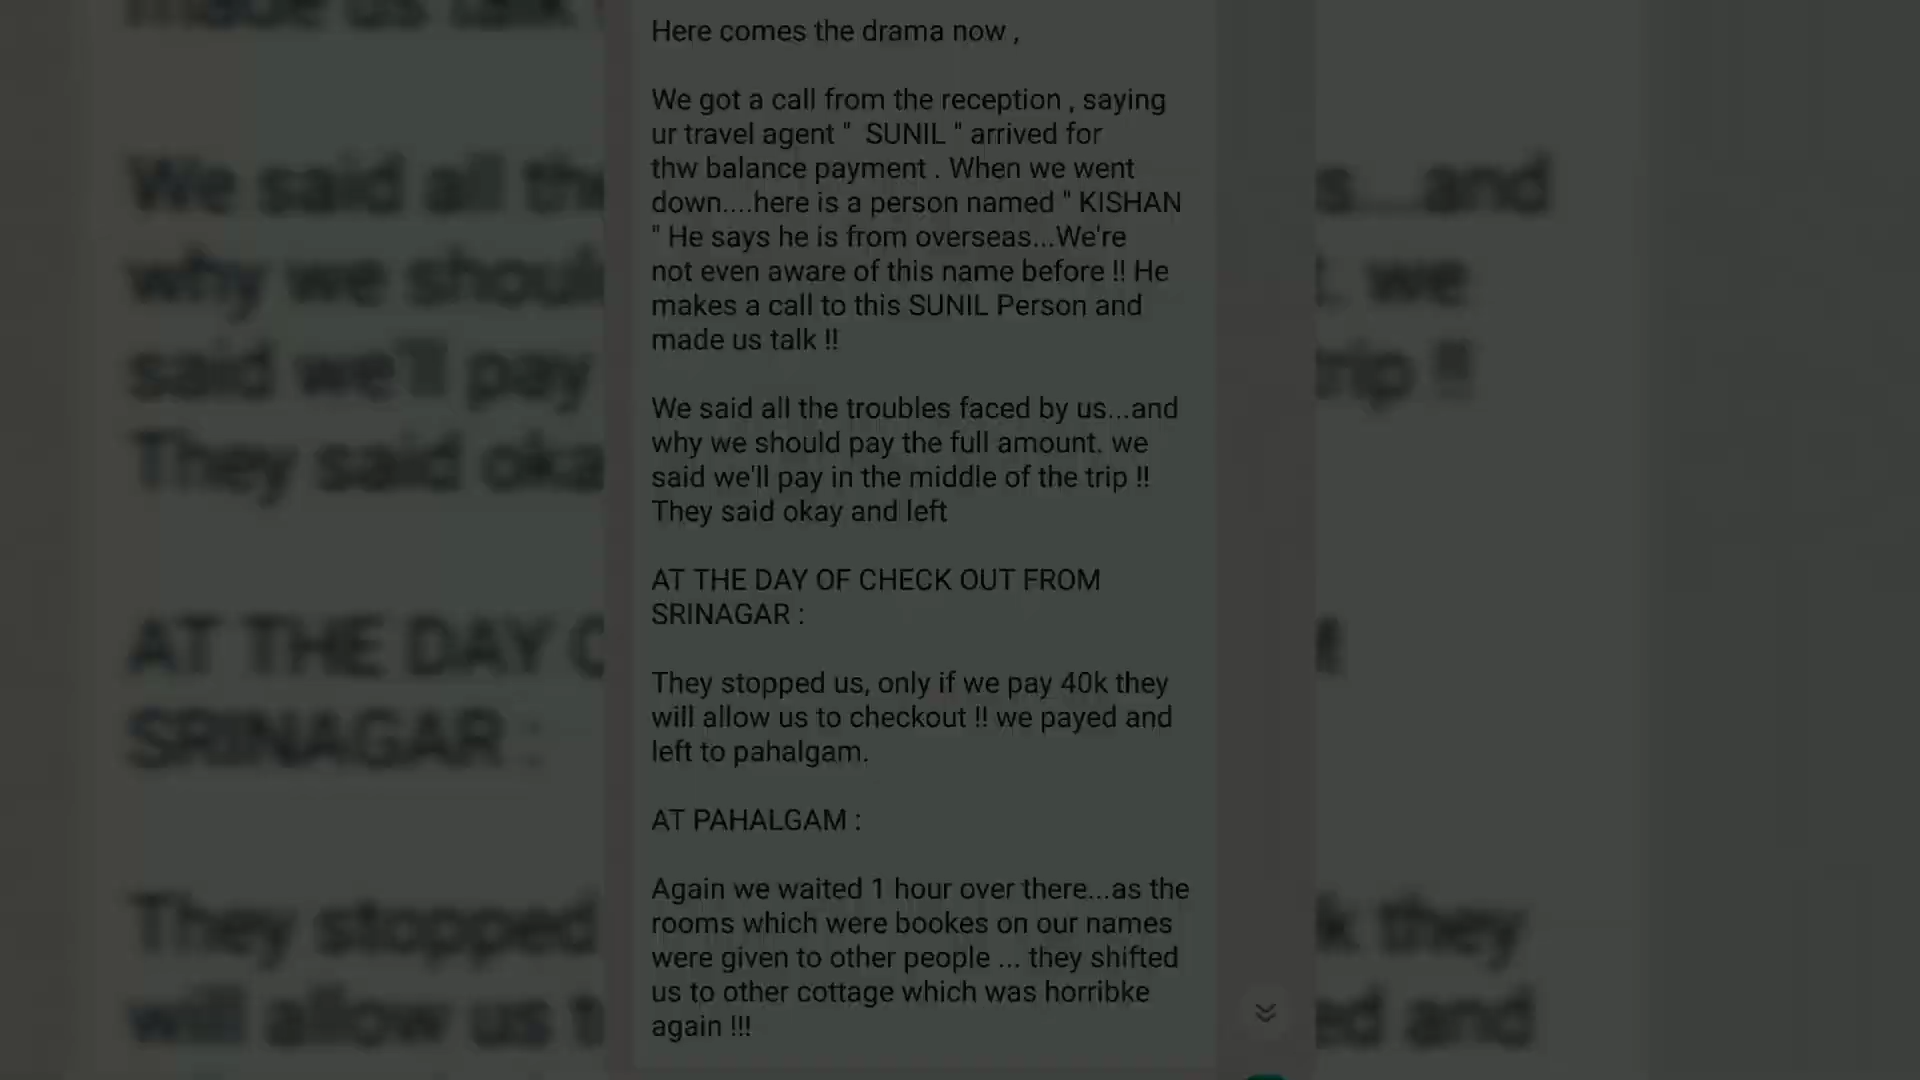 Here comes the drama now ,
We got a call from the reception , saying
ur travel agent "  SUNIL " arrived for
thw balance payment . When we went
down....here is a person named " KISHAN
" He says he is from overseas...We're
not even aware of this name before !! He
makes a call to this SUNIL Person and
made us talk !!
We said all the troubles faced by us...and
why we should pay the full amount. we
said we'll pay in the middle of the trip !!
They said okay and left
AT THE DAY OF CHECK OUT FROM
SRINAGAR :
They stopped us, only if we pay 40k they
will allow us to checkout !! we payed and
left to pahalgam.
AT PAHALGAM :
Again we waited 1 hour over there...as the
rooms which were bookes on our names
were given to other people ... they shifted
us to other cottage which was horribke
again !!!